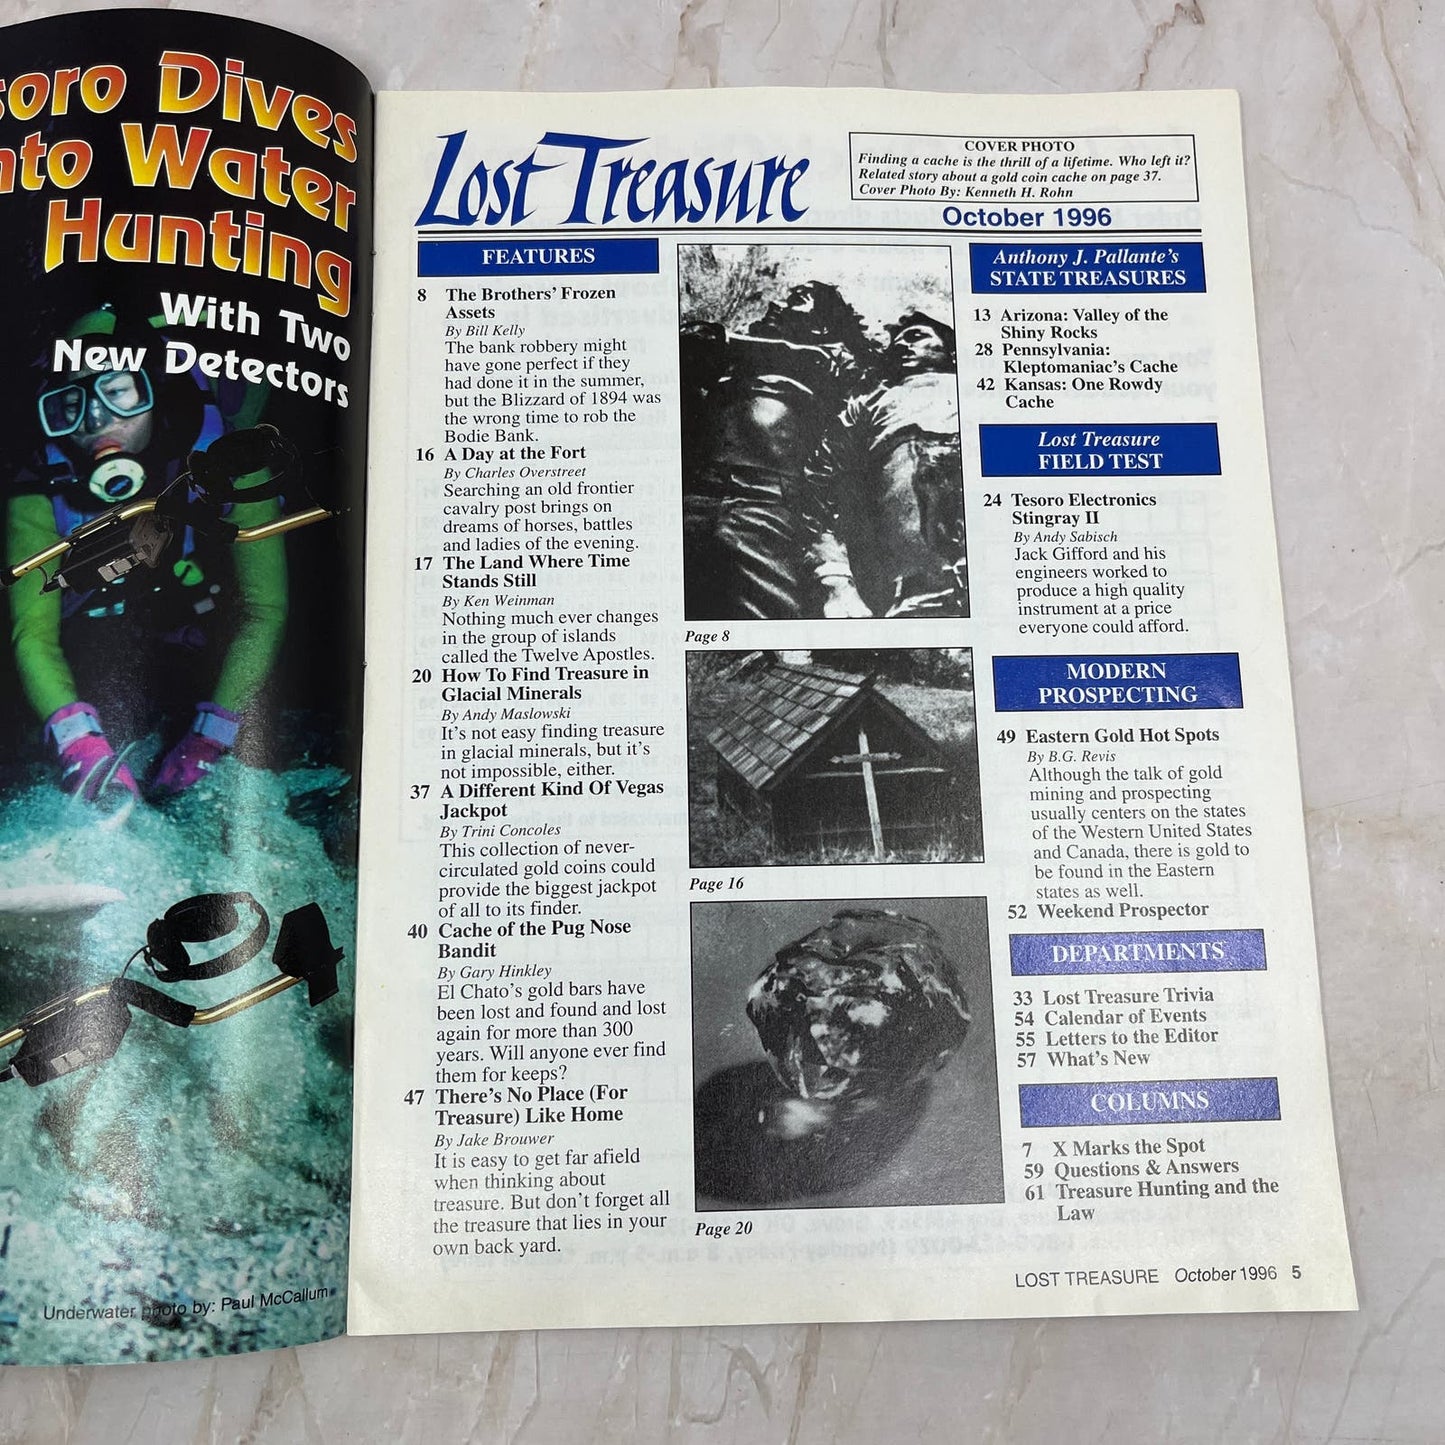 soro Dives
nto Water
Hunting
With Two
New Detectors
Underwater photo by: Paul McCallum
Lost Treasure
COVER PHOTO
Finding a cache is the thrill of a lifetime. Who left it?
Related story about a gold coin cache on page 37.
Cover Photo By: Kenneth H. Rohn
October 1996
FEATURES
8 The Brothers' Frozen
Assets
By Bill Kelly
The bank robbery might
have gone perfect if they
had done it in the summer,
but the Blizzard of 1894 was
the wrong time to rob the
Bodie Bank.
16 A Day at the Fort
By Charles Overstreet
Searching an old frontier
cavalry post brings on
dreams of horses, battles
and ladies of the evening.
17 The Land Where Time
Stands Still
By Ken Weinman
Nothing much ever changes
in the group of islands
called the Twelve Apostles.
20 How To Find Treasure in
Glacial Minerals
By Andy Maslowski
It's not easy finding treasure
in glacial minerals, but it's
not impossible, either.
37 A Different Kind Of Vegas
Jackpot
By Trini Concoles
This collection of never-
circulated gold coins could
provide the biggest jackpot
of all to its finder.
40 Cache of the Pug Nose
Bandit
By Gary Hinkley
El Chato's gold bars have
been lost and found and lost
again for more than 300
years. Will anyone ever find
them for keeps?
47 There's No Place (For
Treasure) Like Home
By Jake Brouwer
It is easy to get far afield
when thinking about
treasure. But don't forget all
the treasure that lies in your
own back yard.
Page 8
Page 16
Page 20
Anthony J. Pallante's
STATE TREASURES
13 Arizona: Valley of the
Shiny Rocks
28 Pennsylvania:
Kleptomaniac's Cache
42 Kansas: One Rowdy
Cache
Lost Treasure
FIELD TEST
24 Tesoro Electronics
Stingray II
By Andy Sabisch
Jack Gifford and his
engineers worked to
produce a high quality
instrument at a price
everyone could afford.
MODERN
PROSPECTING
49 Eastern Gold Hot Spots
By B.G. Revis
Although the talk of gold
mining and prospecting
usually centers on the states
of the Western United States
and Canada, there is gold to
be found in the Eastern
states as well.
52 Weekend Prospector
DEPARTMENTS
33 Lost Treasure Trivia
54 Calendar of Events
55 Letters to the Editor
57 What's New
COLUMNS
7 X Marks the Spot
59 Questions & Answers
61 Treasure Hunting and the
Law
LOST TREASURE October 1996 5